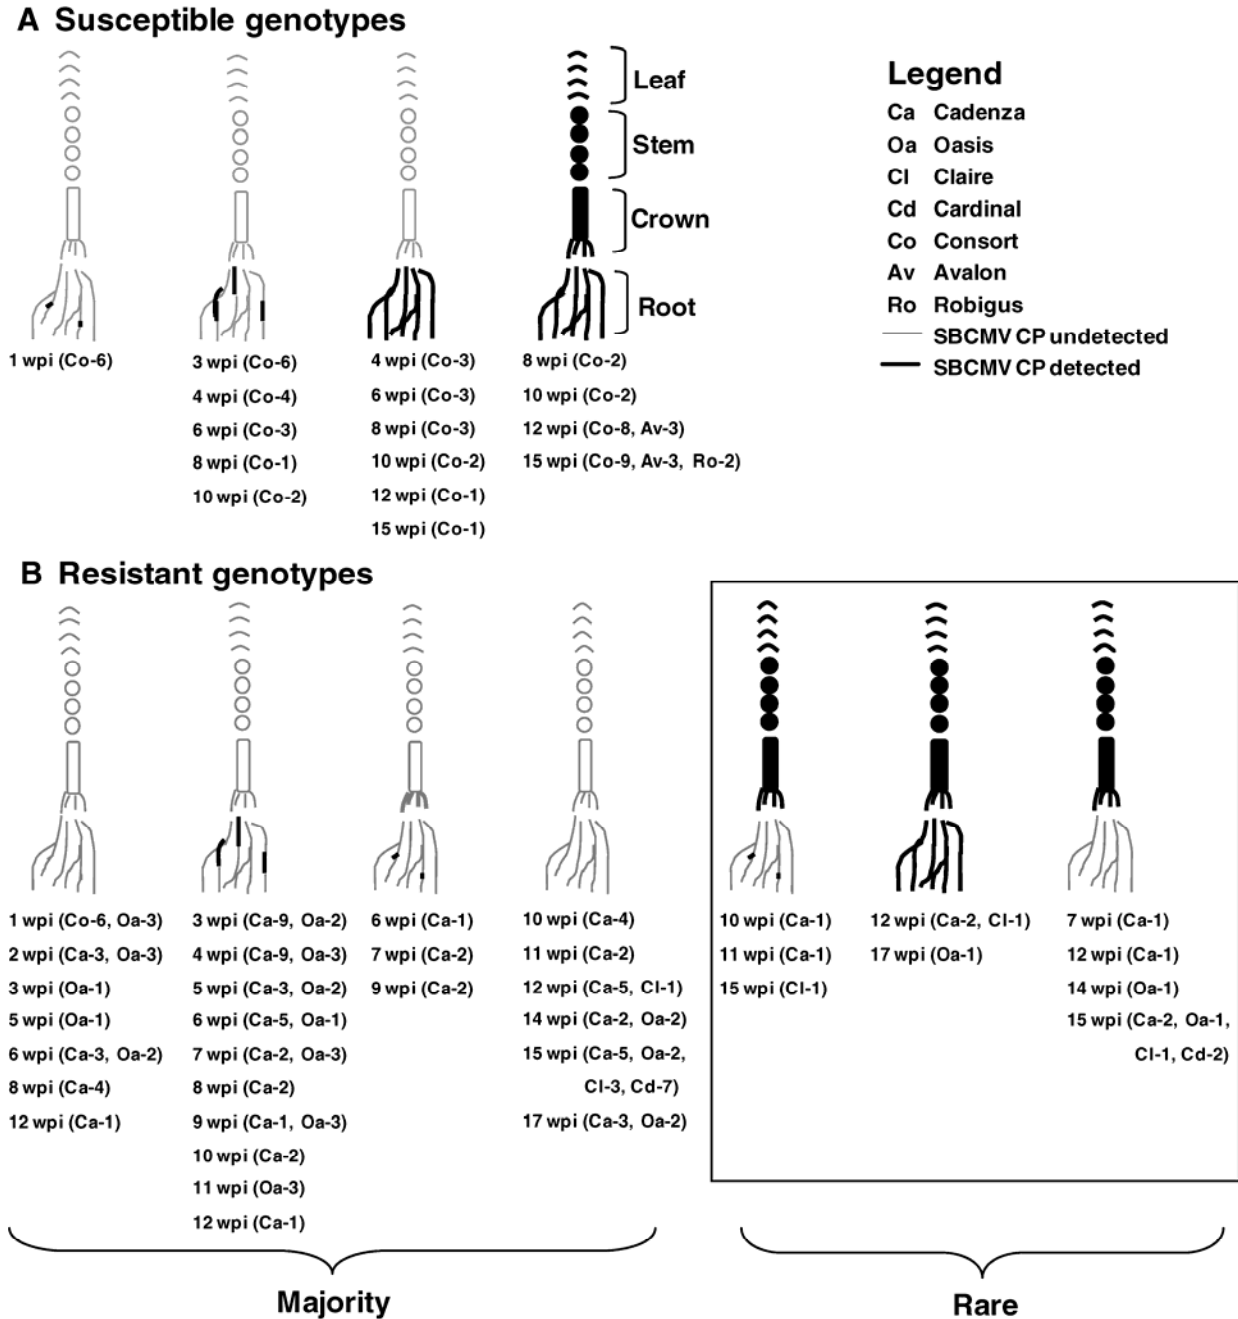 A Susceptible genotypes
Leaf
Stem
Crown
Root
1 wpi (Co-6)
3 wpi (Co-6)
4 wpi (Co-4)
6 wpi (Co-3)
8 wpi (Co-1)
10 wpi (Co-2)
4 wpi (Co-3)
6 wpi (Co-3)
8 wpi (Co-3)
10 wpi (Co-2)
12 wpi (Co-1)
15 wpi (Co-1)
8 wpi (Co-2)
10 wpi (Co-2)
12 wpi (Co-8, Av-3)
15 wpi (Co-9, Av-3, Ro-2)
Legend
Ca Cadenza
Oa Oasis
Cl Claire
Cd Cardinal
Co Consort
Av Avalon
Ro Robigus
SBCMV CP undetected
SBCMV CP detected
B Resistant genotypes
1 wpi (Co-6, Oa-3)
2 wpi (Ca-3, Oa-3)
3 wpi (Oa-1)
5 wpi (Oa-1)
6 wpi (Ca-3, Oa-2)
8 wpi (Ca-4)
12 wpi (Ca-1)
3 wpi (Ca-9, Oa-2)
4 wpi (Ca-9, Oa-3)
5 wpi (Ca-3, Oa-2)
6 wpi (Ca-5, Oa-1)
7 wpi (Ca-2, Oa-3)
8 wpi (Ca-2)
9 wpi (Ca-1, Oa-3)
10 wpi (Ca-2)
11 wpi (Oa-3)
12 wpi (Ca-1)
6 wpi (Ca-1)
7 wpi (Ca-2)
9 wpi (Ca-2)
10 wpi (Ca-4)
11 wpi (Ca-2)
12 wpi (Ca-5, Cl-1)
14 wpi (Ca-2, Oa-2)
15 wpi (Ca-5, Oa-2,
Cl-3, Cd-7)
17 wpi (Ca-3, Oa-2)
10 wpi (Ca-1)
11 wpi (Ca-1)
15 wpi (Cl-1)
12 wpi (Ca-2, Cl-1)
17 wpi (Oa-1)
7 wpi (Ca-1)
12 wpi (Ca-1)
14 wpi (Oa-1)
15 wpi (Ca-2, Oa-1,
Cl-1, Cd-2)
Majority
Rare